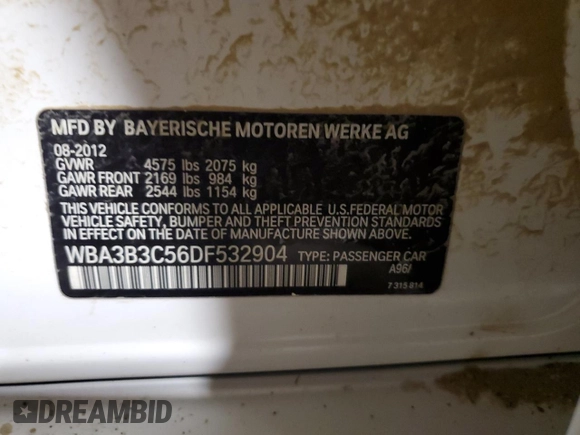 MFD BY BAYERISCHE MOTOREN WERKE AG
08-2012
GVWR 4575 lbs 2075 kg
GAWR FRONT 2169 lbs 984 kg
GAWR REAR 2544 lbs 1154 kg
THIS VEHICLE CONFORMS TO ALL APPLICABLE U.S.FEDERAL MOTOR
VEHICLE SAFETY, BUMPER, AND THEFT PREVENTION STANDARDS
IN EFFECT ON THE DATE OF MANUFACTURE SHOWN ABOVE.
WBA3B3C56DF532904 TYPE: PASSENGER CAR
A96/
7 315 814
DREAMBID